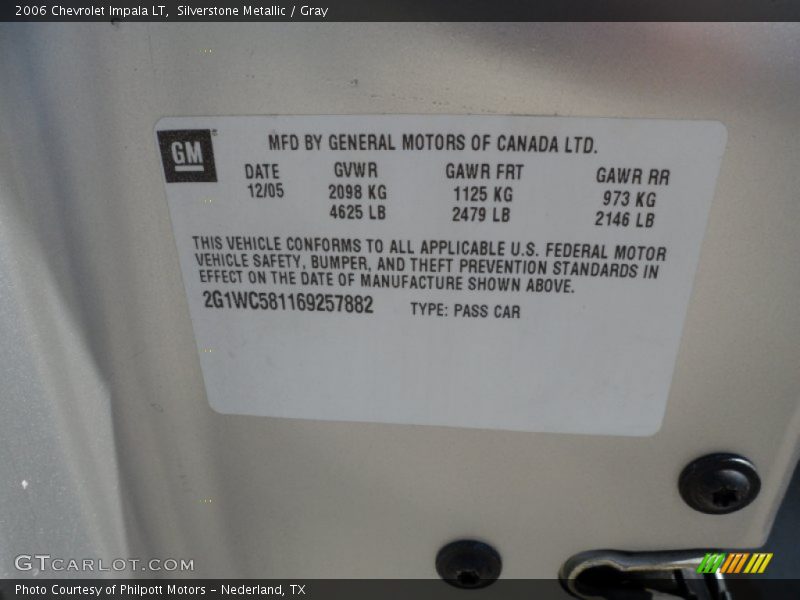 2006 Chevrolet Impala LT,  Silverstone Metallic / Gray
GM
MFD BY GENERAL MOTORS OF CANADA LTD.
DATE GVWR GAWR FRT GAWR RR
12/05 2098 KG 1125 KG 973 KG
4625 LB 2479 LB 2146 LB
THIS VEHICLE CONFORMS TO ALL APPLICABLE U.S. FEDERAL MOTOR
VEHICLE SAFETY, BUMPER, AND THEFT PREVENTION STANDARDS IN
EFFECT ON THE DATE OF MANUFACTURE SHOWN ABOVE.
2G1WC581169257882 TYPE: PASS CAR
GTCARLOT.COM
Photo Courtesy of Philpott Motors - Nederland, TX